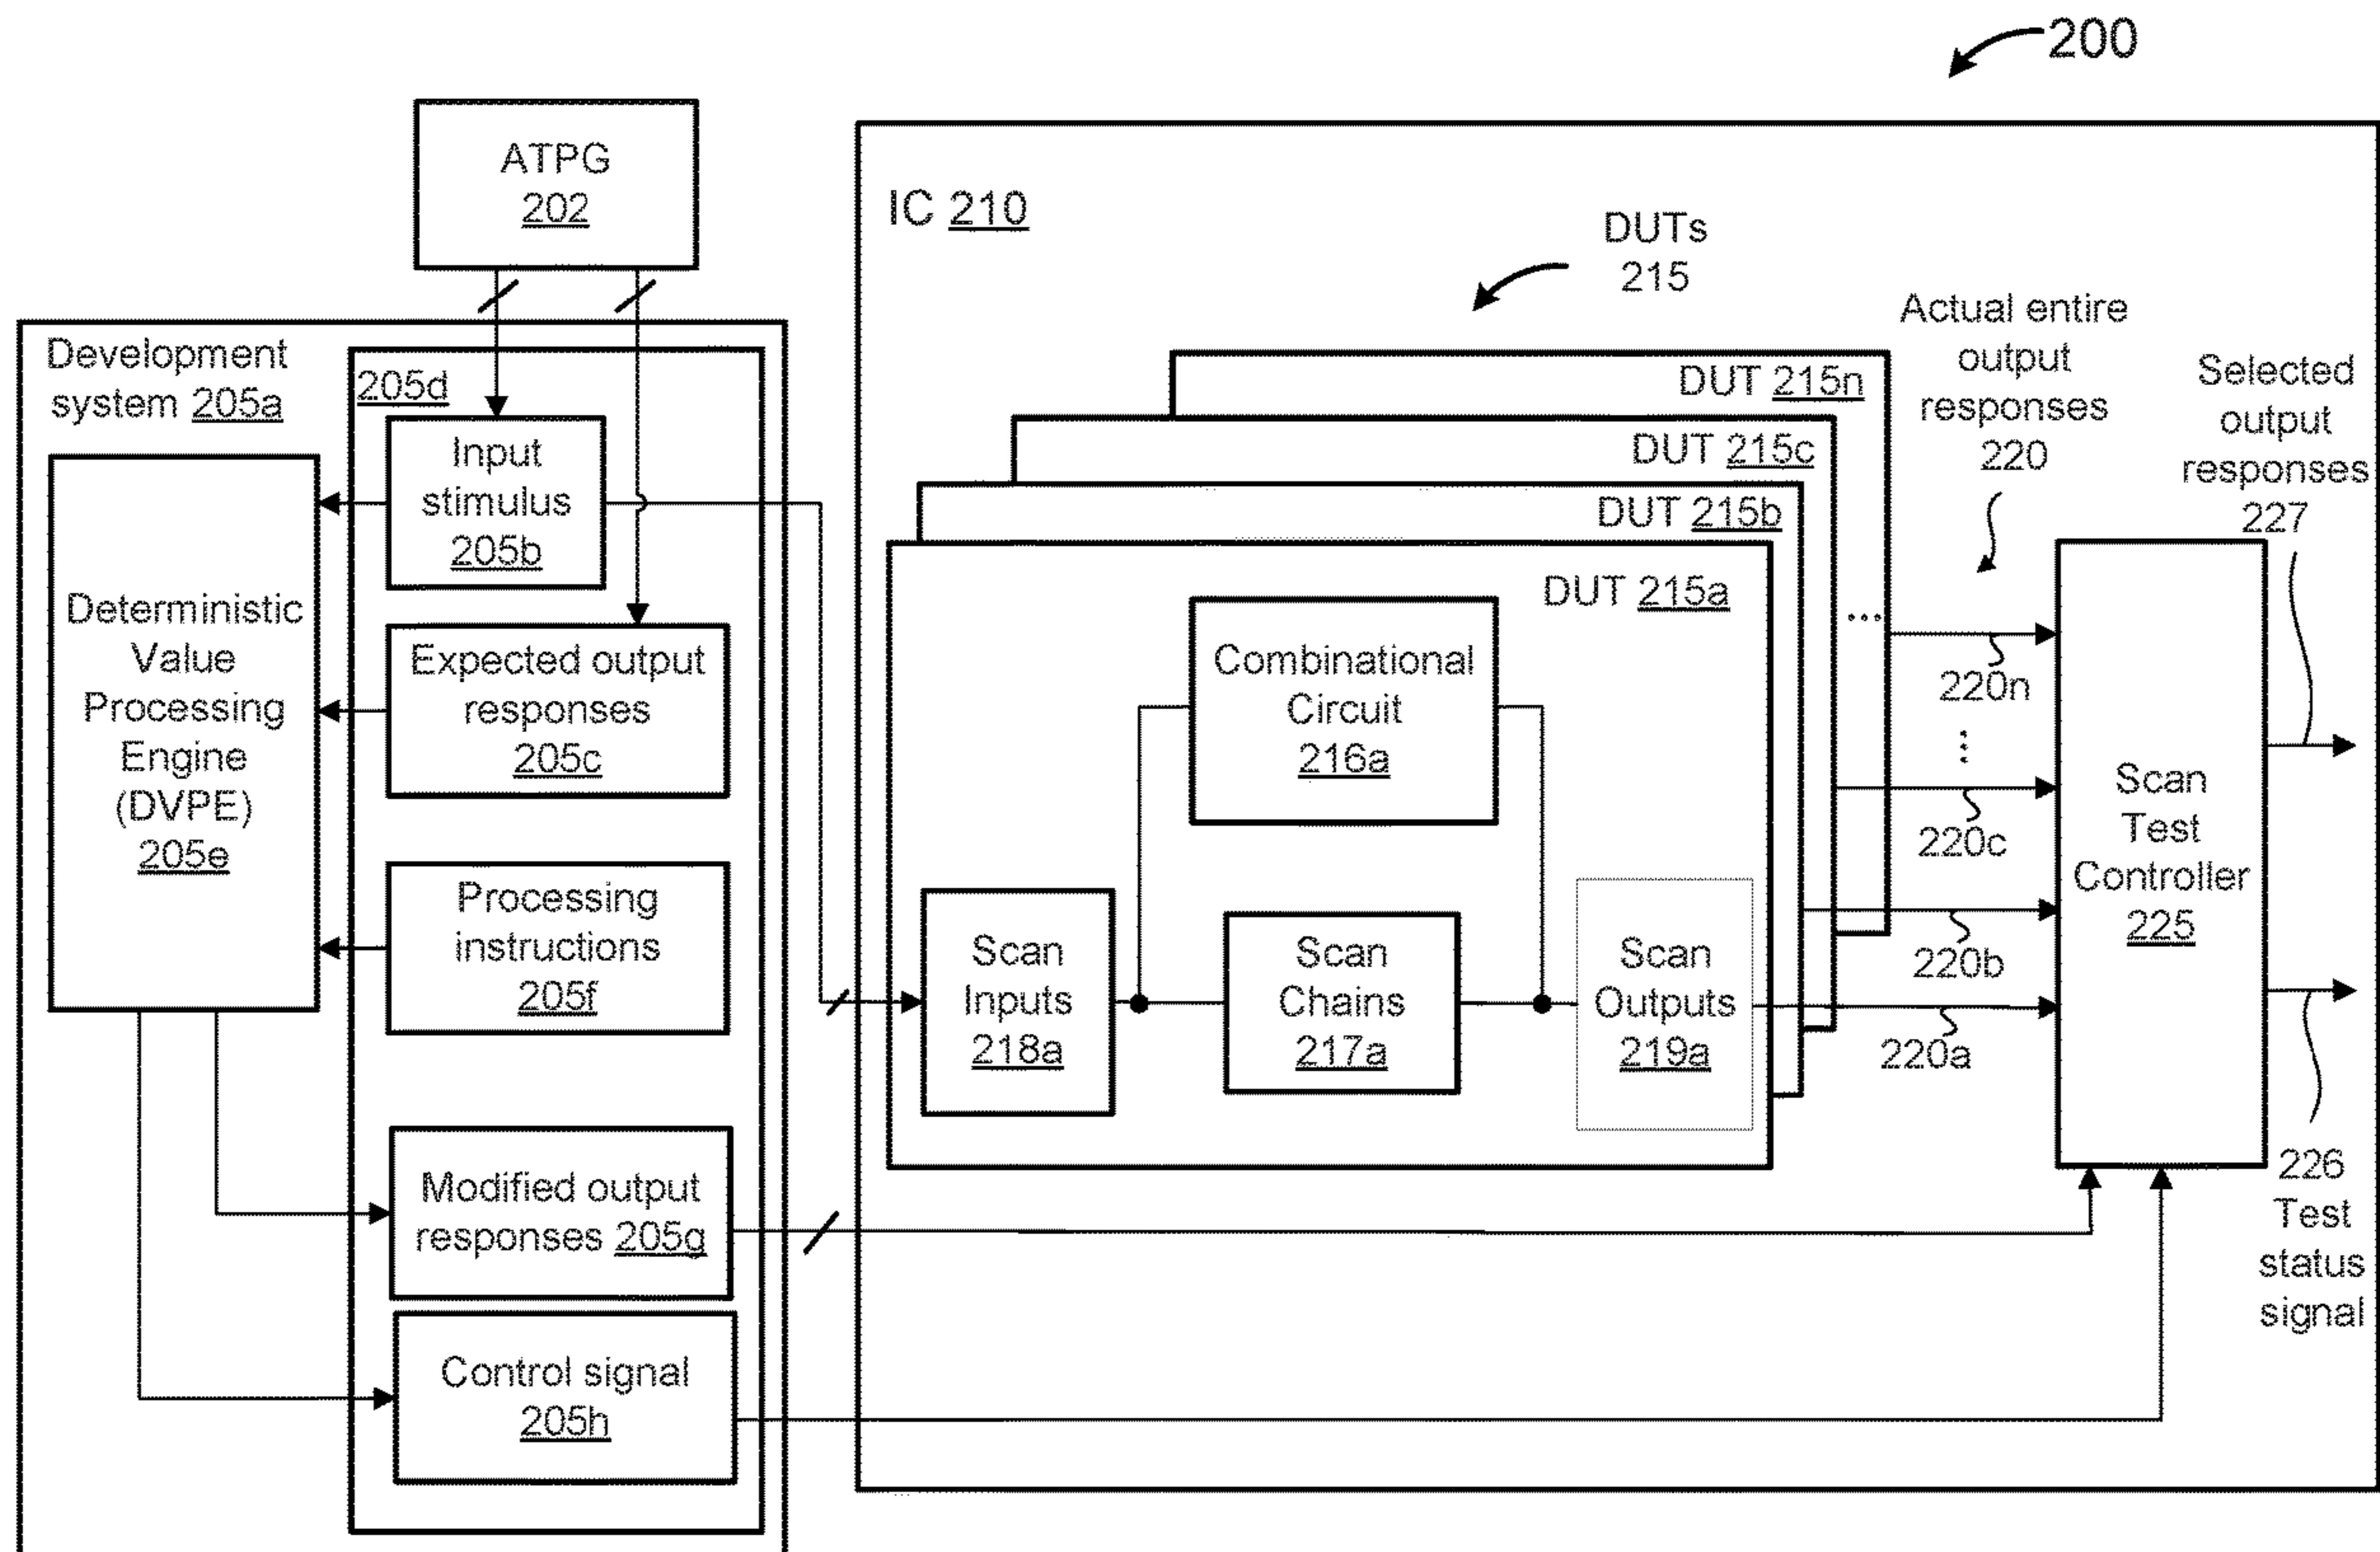 200
ATPG
202
IC 210
DUTs
215
Development
system 205a
205d
Input
stimulus
205b
Deterministic
Value
Processing
Engine
(DVPE)
205e
Expected output
responses
205c
Processing
instructions
205f
Modified output
responses 205g
Control signal
205h
DUT 215n
DUT 215c
DUT 215b
DUT 215a
Combinational
Circuit
216a
Scan
Inputs
218a
Scan
Chains
217a
Scan
Outputs
219a
Actual entire
output
responses
220
...
220n
...
220c
220b
220a
Scan
Test
Controller
225
Selected
output
responses
227
226
Test
status
signal